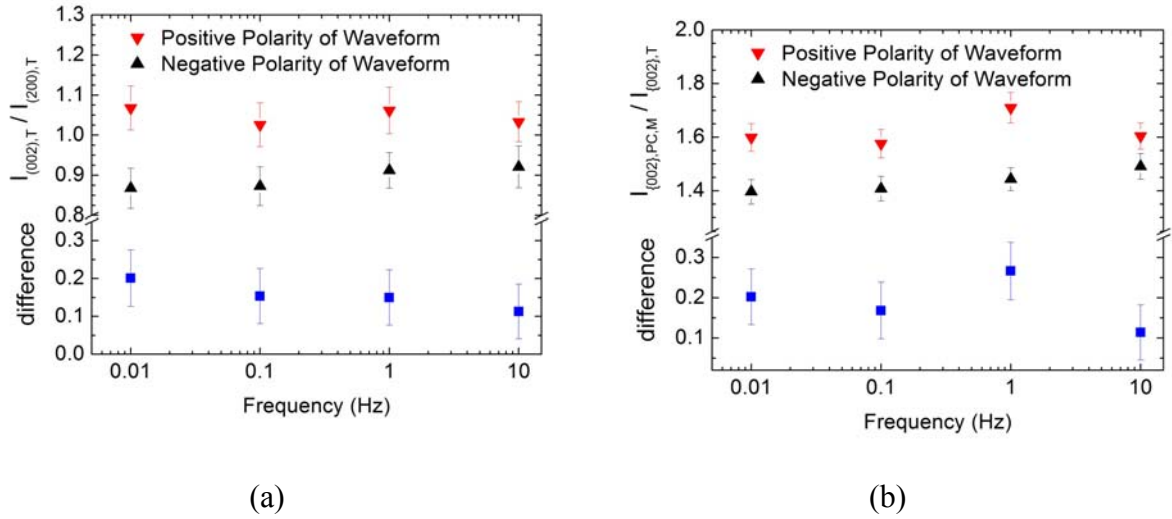 1.3
1.2
1.1
1.0
0.9
0.8
0.3
0.2
0.1
0.0
I(002),T / I(200),T
difference
Positive Polarity of Waveform
Negative Polarity of Waveform
0.01 0.1 1 10
Frequency (Hz)
(a)
2.0
1.8
1.6
1.4
0.3
0.2
0.1
I{002},PC,M / I{002},T
difference
Positive Polarity of Waveform
Negative Polarity of Waveform
0.01 0.1 1 10
Frequency (Hz)
(b)